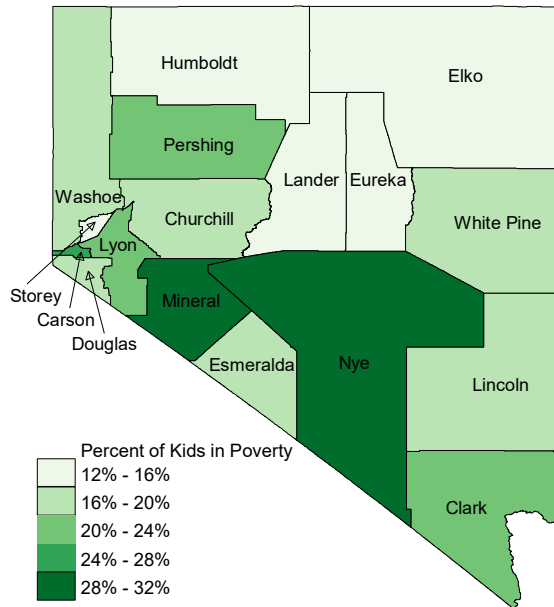 Humboldt
Elko
Pershing
Lander
Eureka
Washoe
Churchill
White Pine
Lyon
Storey
Carson
Douglas
Mineral
Esmeralda
Nye
Lincoln
Clark
Percent of Kids in Poverty
12% - 16%
16% - 20%
20% - 24%
24% - 28%
28% - 32%